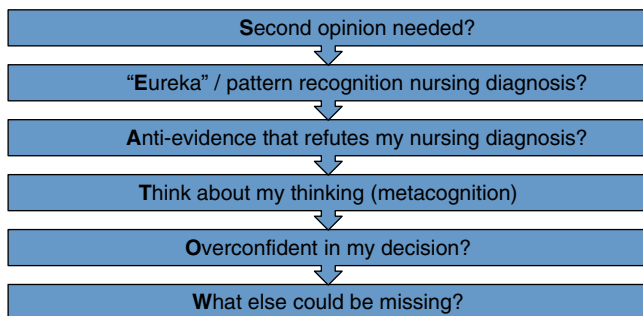 Second opinion needed?
“Eureka” / pattern recognition nursing diagnosis?
Anti-evidence that refutes my nursing diagnosis?
Think about my thinking (metacognition)
Overconfident in my decision?
What else could be missing?